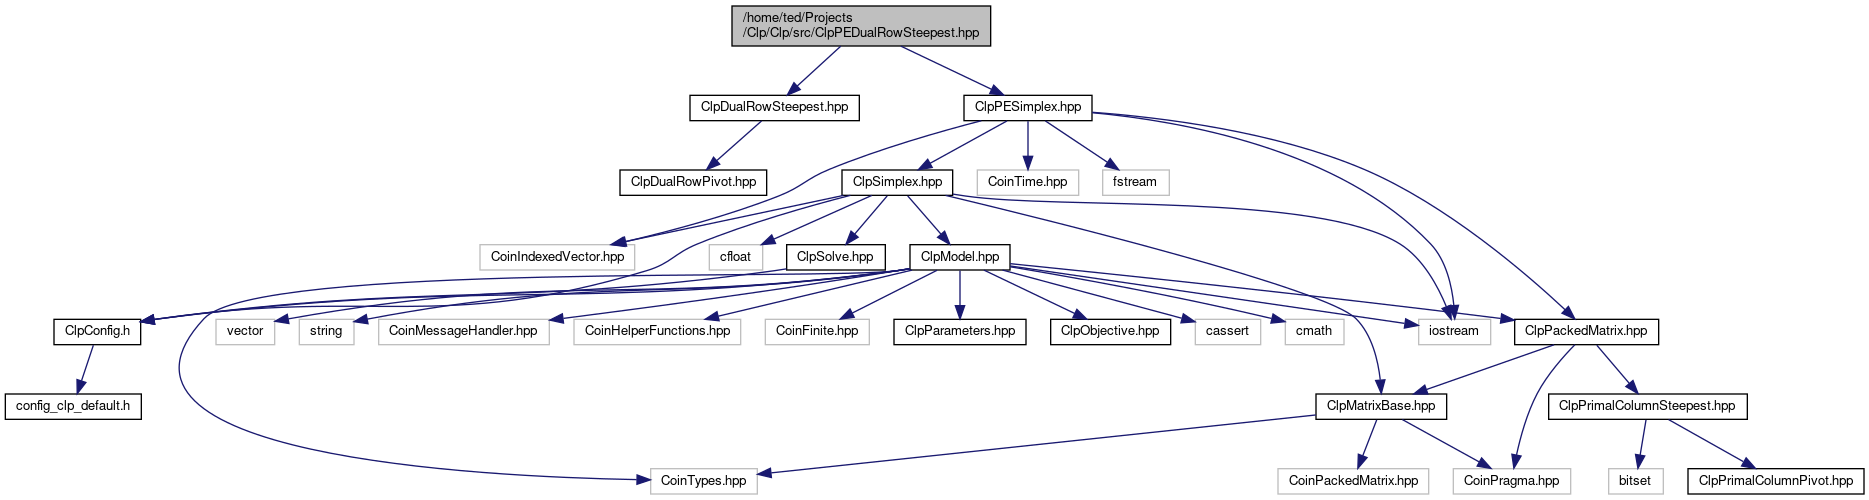 /home/ted/Projects
/Clp/Clp/src/ClpPEDualRowSteepest.hpp
ClpDualRowSteepest.hpp
ClpPESimplex.hpp
ClpDualRowPivot.hpp
ClpSimplex.hpp
CoinTime.hpp
fstream
CoinIndexedVector.hpp
cfloat
ClpSolve.hpp
ClpModel.hpp
ClpConfig.h
vector
string
CoinMessageHandler.hpp
CoinHelperFunctions.hpp
CoinFinite.hpp
ClpParameters.hpp
ClpObjective.hpp
cassert
cmath
iostream
ClpPackedMatrix.hpp
config_clp_default.h
ClpMatrixBase.hpp
ClpPrimalColumnSteepest.hpp
CoinTypes.hpp
CoinPackedMatrix.hpp
CoinPragma.hpp
bitset
ClpPrimalColumnPivot.hpp